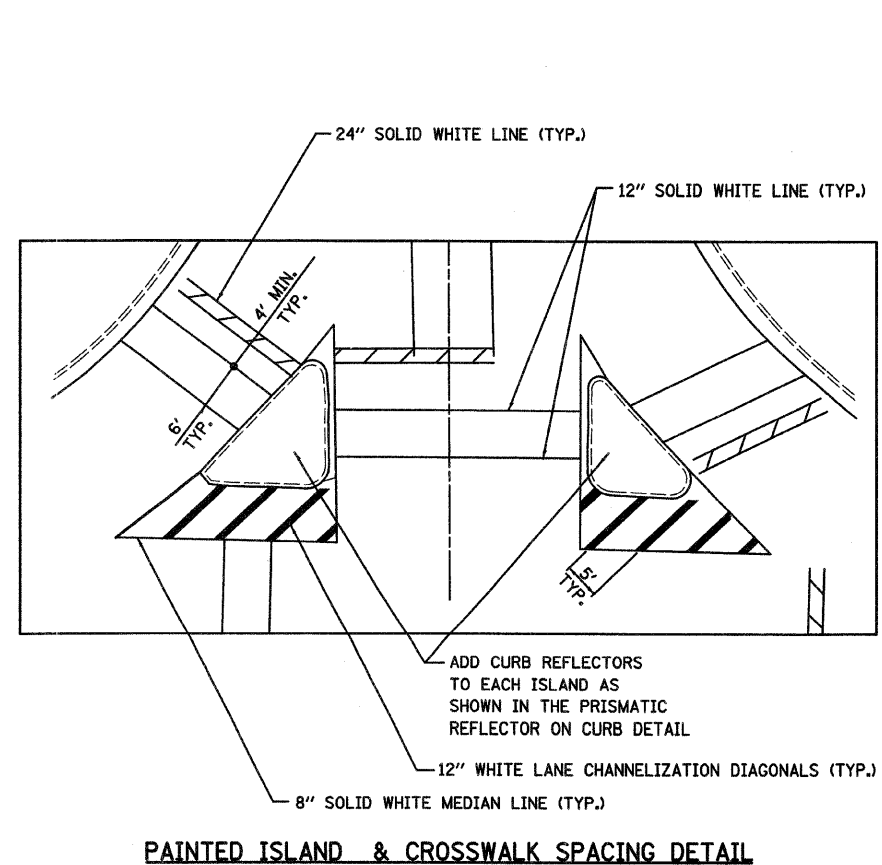 24" SOLID WHITE LINE (TYP.)
12" SOLID WHITE LINE (TYP.)
4' MIN.
TYP.
6'
TYP.
5'
TYP.
ADD CURB REFLECTORS
TO EACH ISLAND AS
SHOWN IN THE PRISMATIC
REFLECTOR ON CURB DETAIL
12" WHITE LANE CHANNELIZATION DIAGONALS (TYP.)
8" SOLID WHITE MEDIAN LINE (TYP.)
PAINTED ISLAND & CROSSWALK SPACING DETAIL